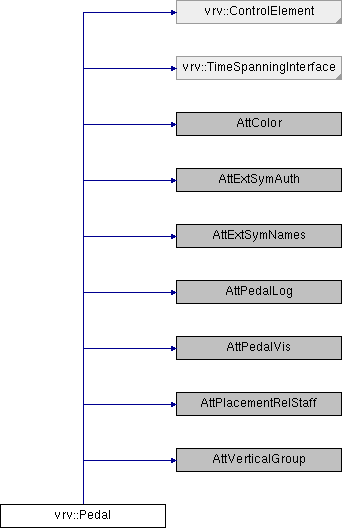 vrv::ControlElement
vrv::TimeSpanningInterface
AttColor
AttExtSymAuth
AttExtSymNames
AttPedalLog
AttPedalVis
AttPlacementRelStaff
AttVerticalGroup
vrv::Pedal